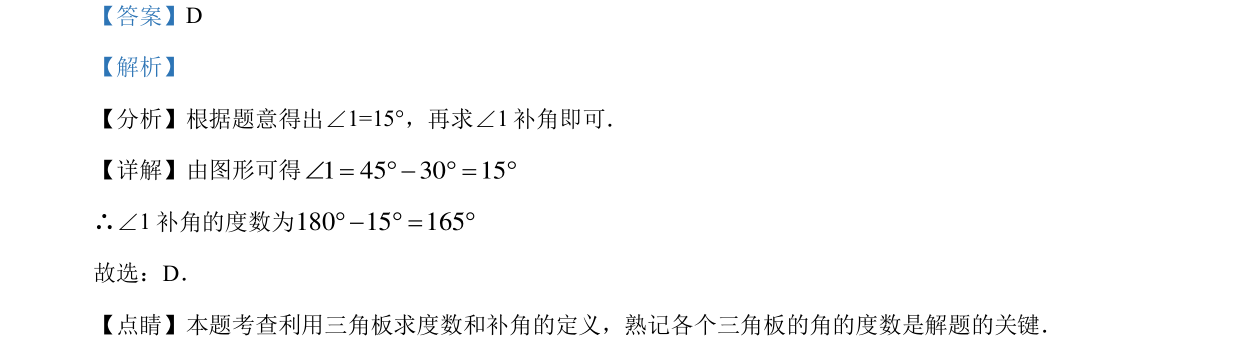 【答案】D
【解析】
【分析】根据题意得出∠1=15°，再求∠1 补角即可．
【详解】由图形可得∠1=45°－30°=15°
∴∠1 补角的度数为180°－15°=165°
故选：D．
【点睛】本题考查利用三角板求度数和补角的定义，熟记各个三角板的角的度数是解题的关键．